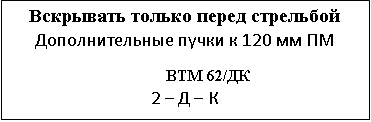 Вскрывать только перед стрельбой
Дополнительные пучки к 120 мм ПМ
ВТМ 62/ДК
2 – Д – К